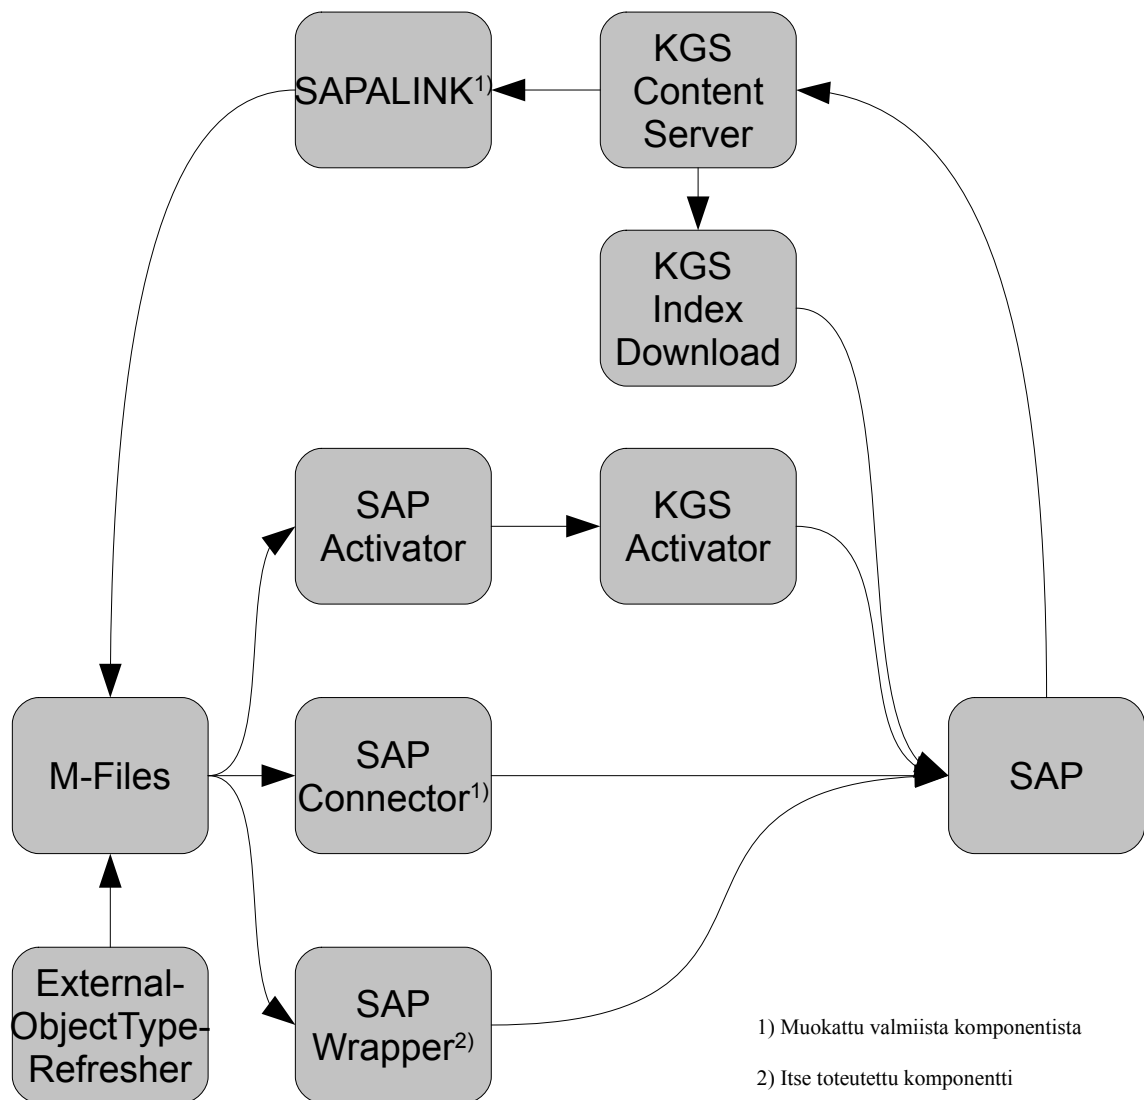 SAPALINK1)
KGS
Content
Server
KGS
Index
Download
SAP
Activator
KGS
Activator
M-Files
SAP
Connector1)
SAP
External-
ObjectType-
Refresher
SAP
Wrapper2)
1) Muokattu valmiista komponentista
2) Itse toteutettu komponentti